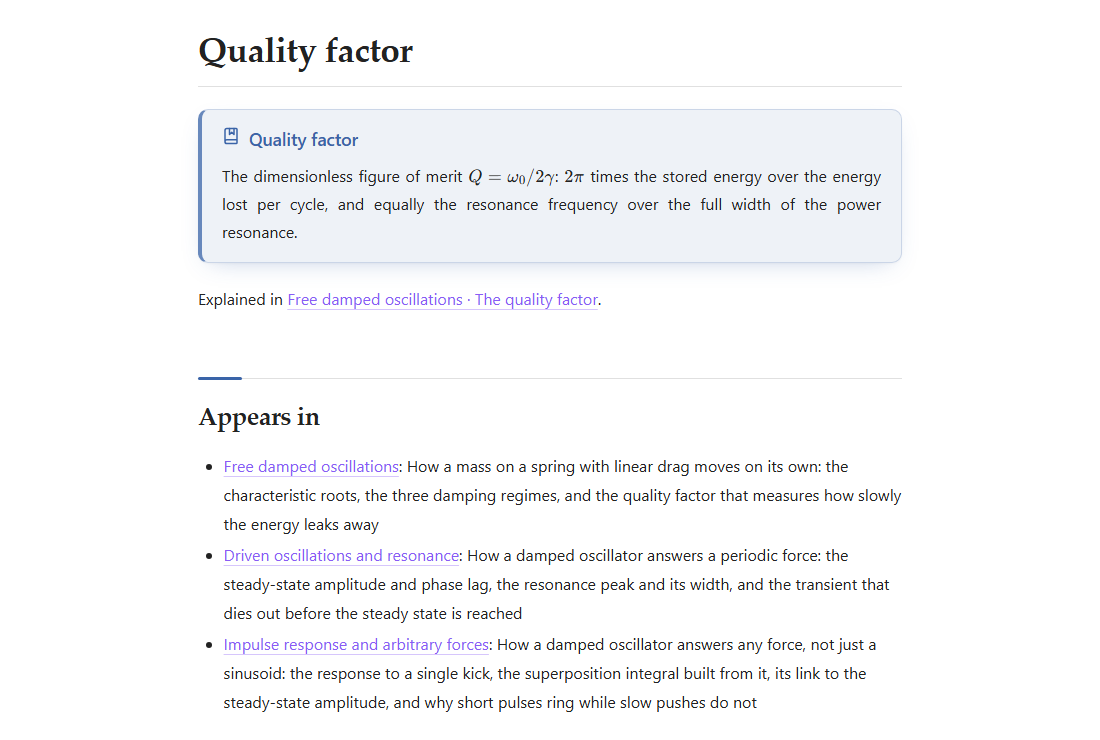 Quality factor
Quality factor
The dimensionless figure of merit Q = ω₀/2γ: 2π times the stored energy over the energy
lost per cycle, and equally the resonance frequency over the full width of the power
resonance.
Explained in Free damped oscillations · The quality factor.
Appears in
• Free damped oscillations: How a mass on a spring with linear drag moves on its own: the
characteristic roots, the three damping regimes, and the quality factor that measures how slowly
the energy leaks away
• Driven oscillations and resonance: How a damped oscillator answers a periodic force: the
steady-state amplitude and phase lag, the resonance peak and its width, and the transient that
dies out before the steady state is reached
• Impulse response and arbitrary forces: How a damped oscillator answers any force, not just a
sinusoid: the response to a single kick, the superposition integral built from it, its link to the
steady-state amplitude, and why short pulses ring while slow pushes do not